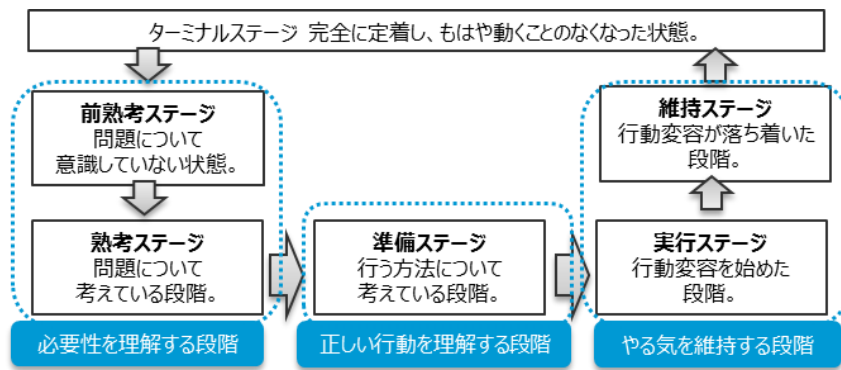 ターミナルステージ 完全に定着し、もはや動くことのなくなった状態。
前熟考ステージ
問題について
意識していない状態。
熟考ステージ
問題について
考えている段階。
必要性を理解する段階
準備ステージ
行う方法について
考えている段階。
正しい行動を理解する段階
維持ステージ
行動変容が落ち着いた
段階。
実行ステージ
行動変容を始めた
段階。
やる気を維持する段階